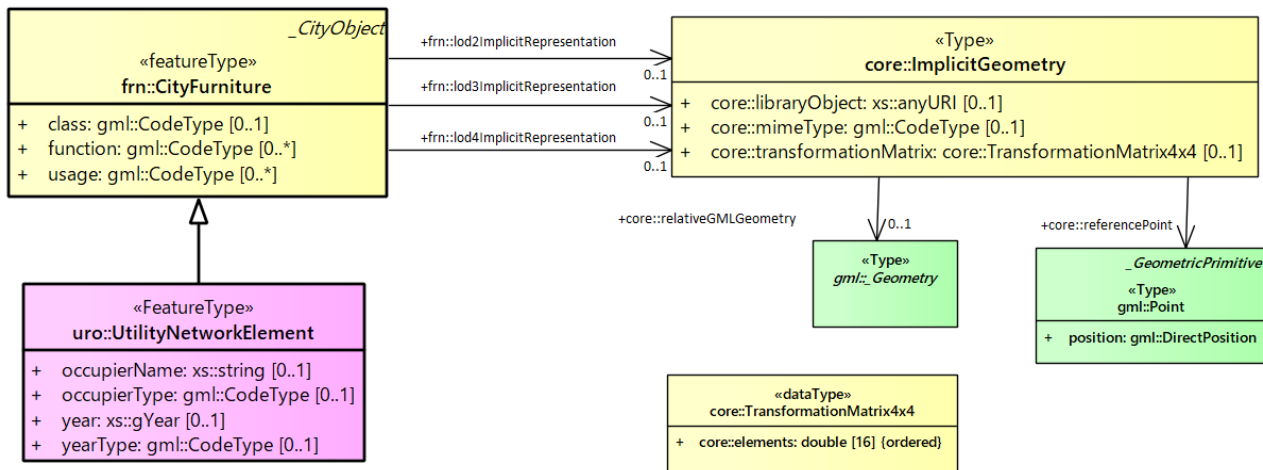 _CityObject
«featureType»
frn::CityFurniture
+ class: gml::CodeType [0..1]
+ function: gml::CodeType [0..*]
+ usage: gml::CodeType [0..*]
+frn::lod2ImplicitRepresentation
0..1
+frn::lod3ImplicitRepresentation
0..1
+frn::lod4ImplicitRepresentation
0..1
«Type»
core::ImplicitGeometry
+ core::libraryObject: xs::anyURI [0..1]
+ core::mimeType: gml::CodeType [0..1]
+ core::transformationMatrix: core::TransformationMatrix4x4 [0..1]
+core::relativeGMLGeometry
0..1
+core::referencePoint
«Type»
gml::_Geometry
_GeometricPrimitive
«Type»
gml::Point
+ position: gml::DirectPosition
«FeatureType»
uro::UtilityNetworkElement
+ occupierName: xs::string [0..1]
+ occupierType: gml::CodeType [0..1]
+ year: xs::gYear [0..1]
+ yearType: gml::CodeType [0..1]
«dataType»
core::TransformationMatrix4x4
+ core::elements: double [16] {ordered}